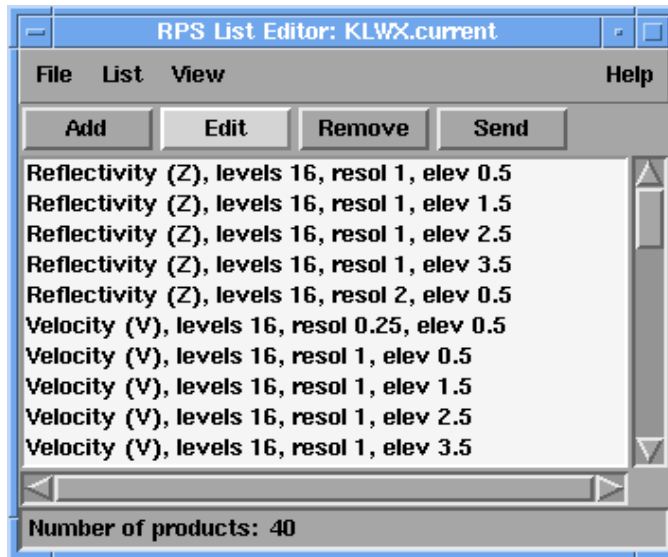 RPS List Editor: KLWX.current
File List View Help
Add Edit Remove Send
Reflectivity (Z), levels 16, resol 1, elev 0.5
Reflectivity (Z), levels 16, resol 1, elev 1.5
Reflectivity (Z), levels 16, resol 1, elev 2.5
Reflectivity (Z), levels 16, resol 1, elev 3.5
Reflectivity (Z), levels 16, resol 2, elev 0.5
Velocity (V), levels 16, resol 0.25, elev 0.5
Velocity (V), levels 16, resol 1, elev 0.5
Velocity (V), levels 16, resol 1, elev 1.5
Velocity (V), levels 16, resol 1, elev 2.5
Velocity (V), levels 16, resol 1, elev 3.5
Number of products: 40